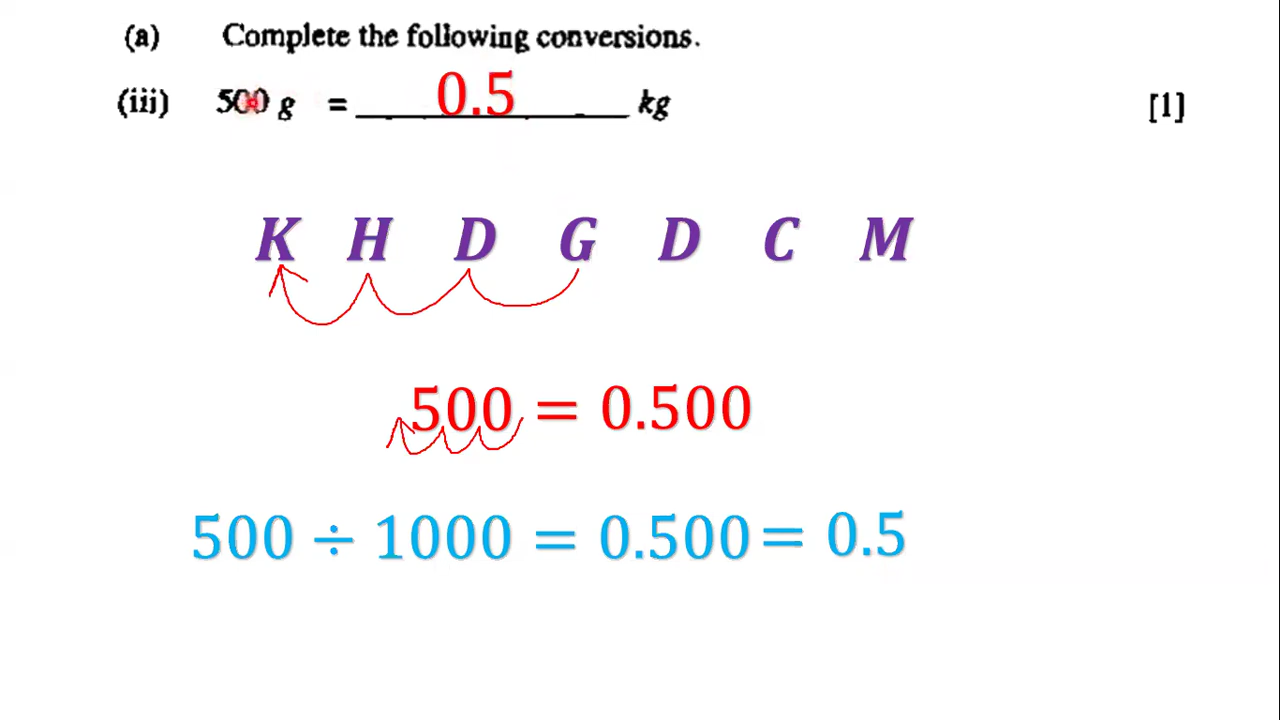 (a) Complete the following conversions.
(iii) 500 g = 0.5 kg [1]
K H D G D C M
500 = 0.500
500 ÷ 1000 = 0.500 = 0.5